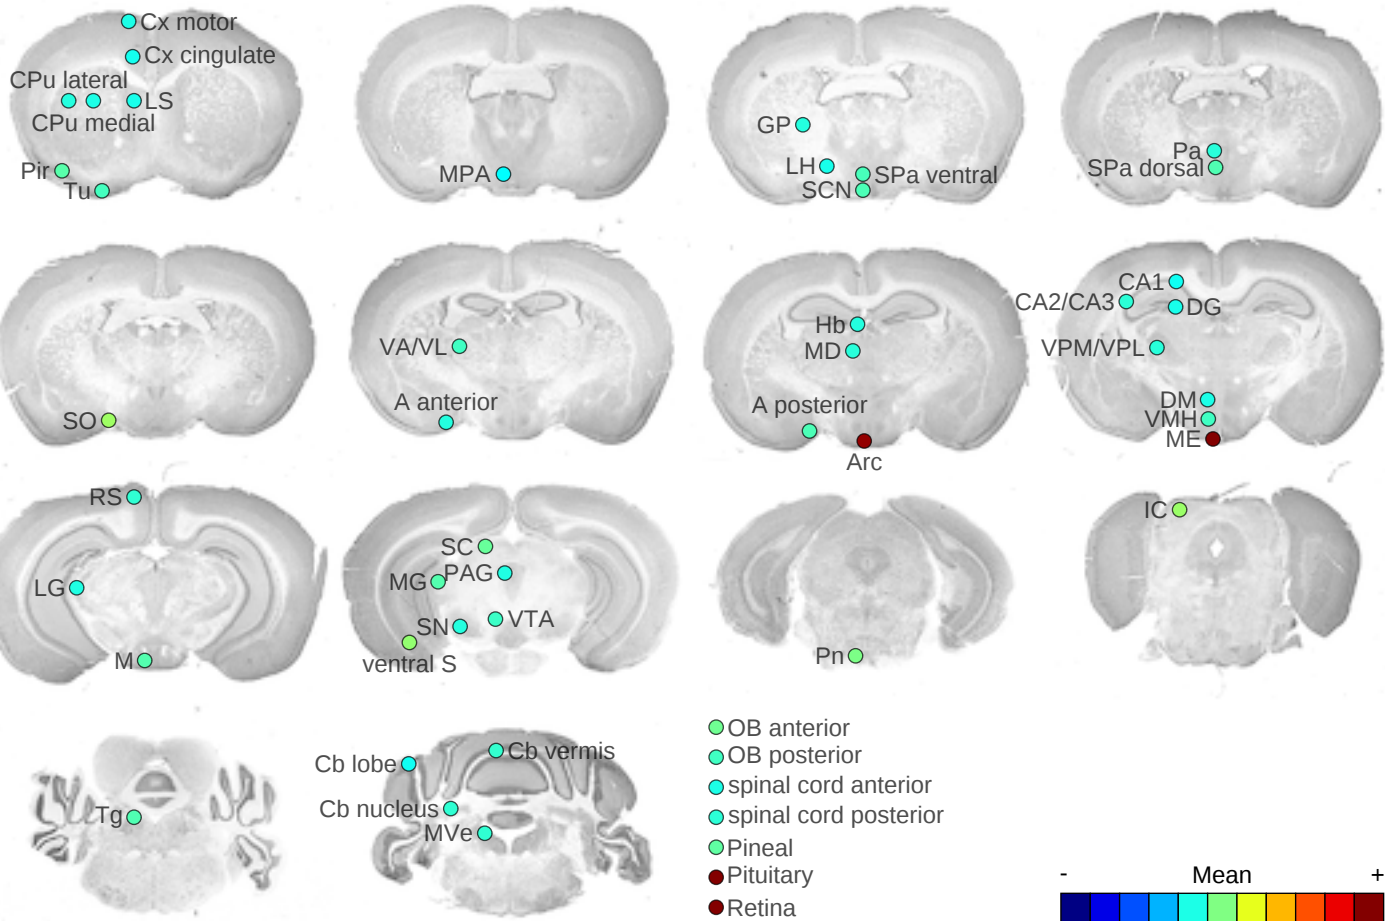 Cx motor
Cx cingulate
CPu lateral
LS
CPu medial
Pir
Tu
MPA
GP
LH
SPa ventral
SCN
Pa
SPa dorsal
SO
VA/VL
A anterior
Hb
MD
A posterior
Arc
CA1
CA2/CA3
DG
VPM/VPL
DM
VMH
ME
RS
LG
M
SC
PAG
MG
SN
VTA
ventral S
Pn
IC
Tg
Cb vermis
Cb lobe
Cb nucleus
MVe
OB anterior
OB posterior
spinal cord anterior
spinal cord posterior
Pineal
Pituitary
Retina
- Mean +